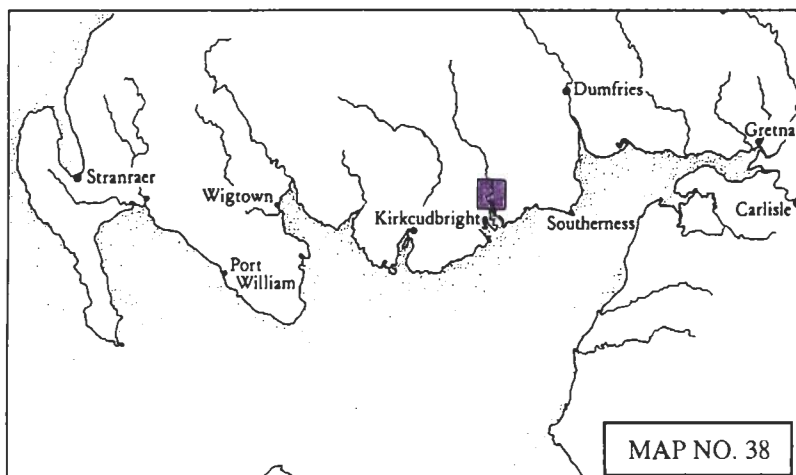 Dumfries
Gretna
Stranraer
Wigtown
Kirkcudbright
Southerness
Carlisle
Port
William
MAP NO. 38